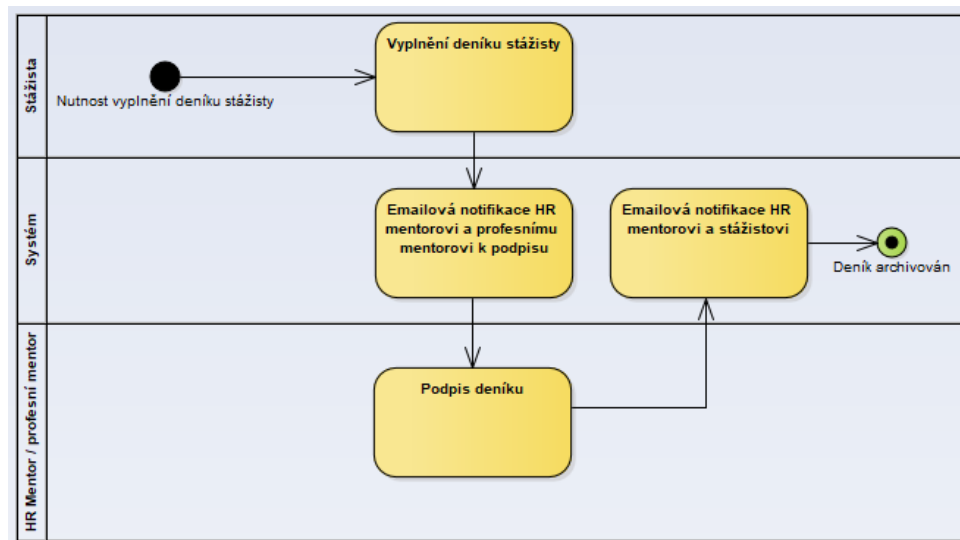 Stážista
Nutnost vyplnění deníku stážisty
Vyplnění deníku stážisty
Systém
Emailová notifikace HR
mentorovi a profesnímu
mentorovi k podpisu
Emailová notifikace HR
mentorovi a stážistovi
Deník archivován
HR Mentor / profesní mentor
Podpis deníku